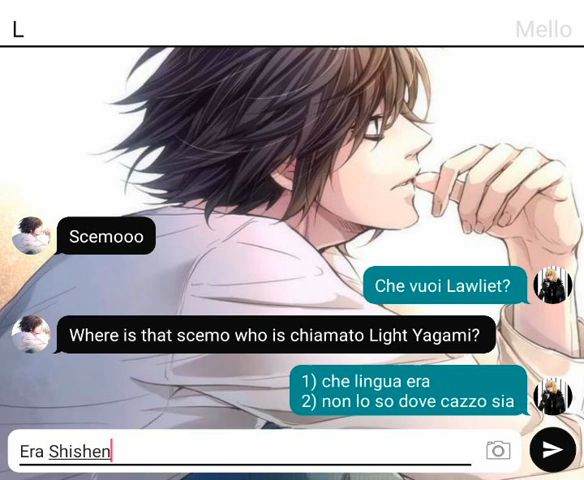 L
Mello
Scemooo
Che vuoi Lawliet?
Where is that scemo who is chiamato Light Yagami?
1) che lingua era
2) non lo so dove cazzo sia
Era Shishen